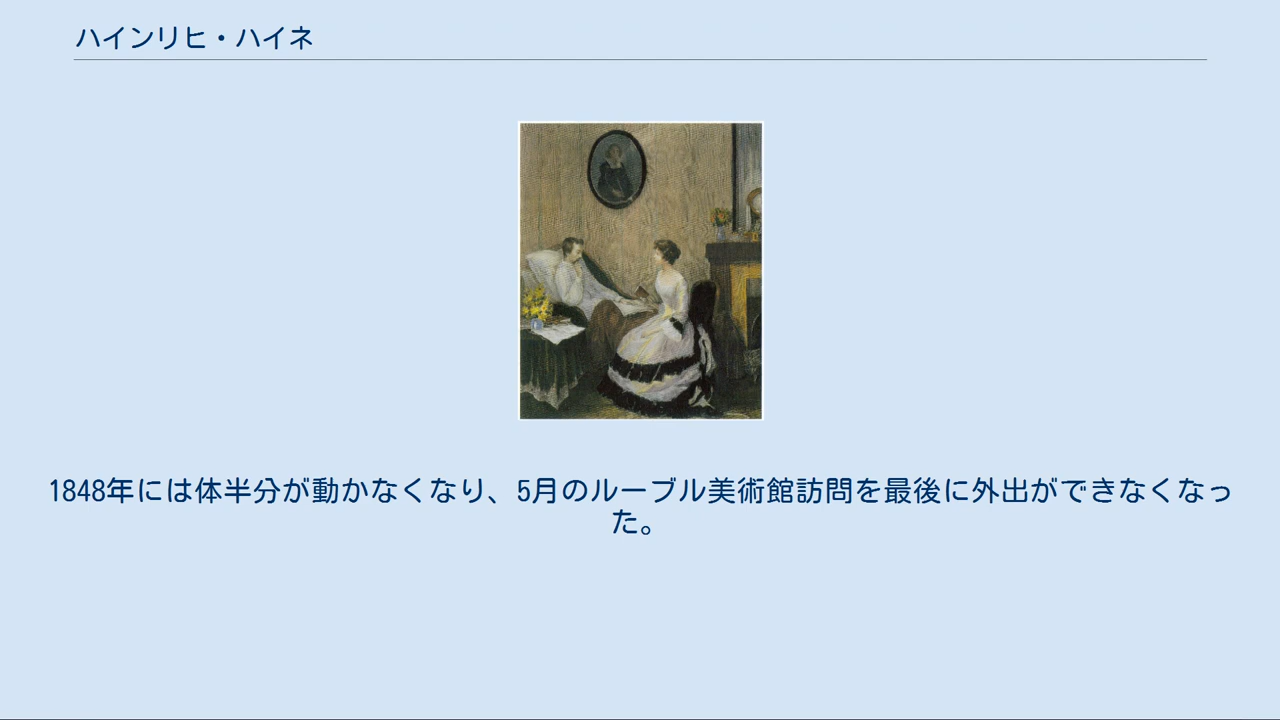 ハインリヒ・ハイネ
1848年には体半分が動かなくなり、5月のルーブル美術館訪問を最後に外出ができなくなっ
た。